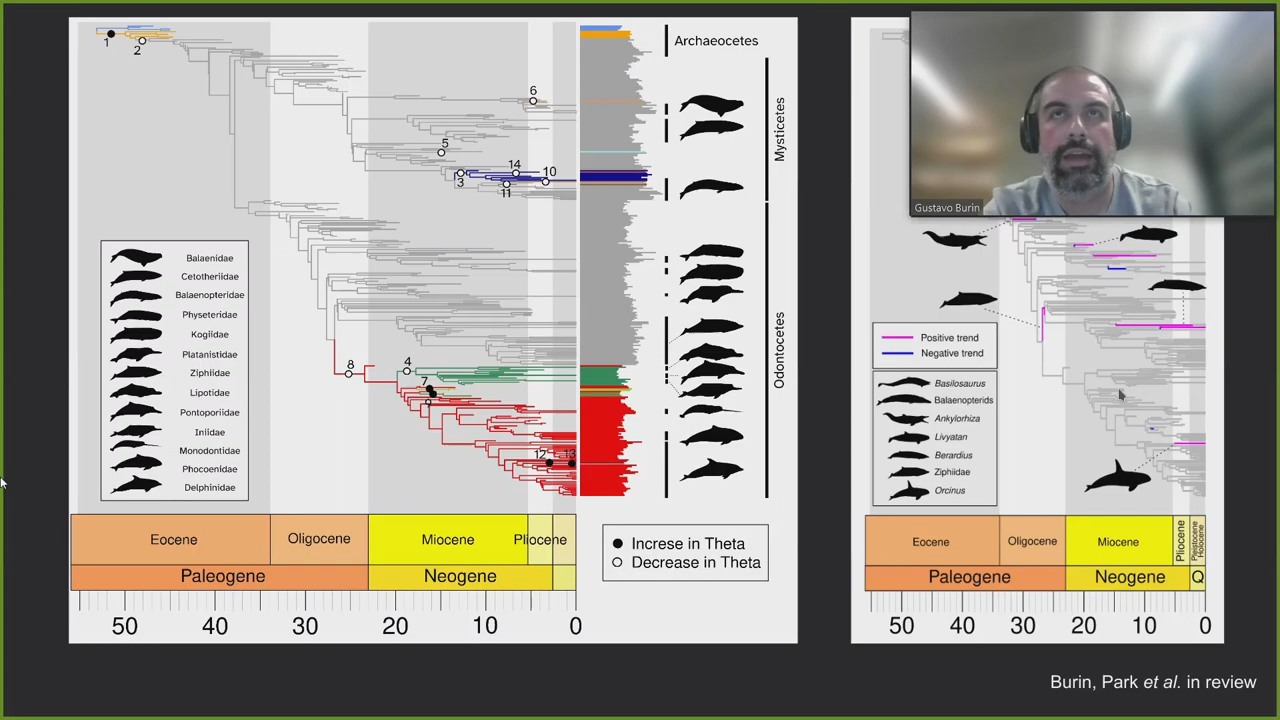 1
2
6
5
14
10
3
11
8
4
7
12
13
Archaeocetes
Mysticetes
Odontocetes
Balaenidae
Cetotheriidae
Balaenopteridae
Physeteridae
Kogiidae
Platanistidae
Ziphiidae
Lipotidae
Pontoporiidae
Iniidae
Monodontidae
Phocoenidae
Delphinidae
Eocene
Oligocene
Miocene
Pliocene
Paleogene
Neogene
50 40 30 20 10 0
Increse in Theta
Decrease in Theta
Gustavo Burin
Positive trend
Negative trend
Basilosaurus
Balaenopterids
Ankylorhiza
Livyatan
Berardius
Ziphiidae
Orcinus
Eocene
Oligocene
Miocene
Pliocene
Pleistocene
Holocene
Paleogene
Neogene
Q
50 40 30 20 10 0
Burin, Park et al. in review